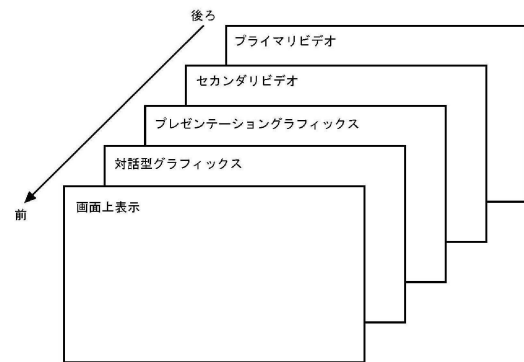 後ろ
プライマリビデオ
セカンダリビデオ
プレゼンテーショングラフィックス
対話型グラフィックス
画面上表示
前